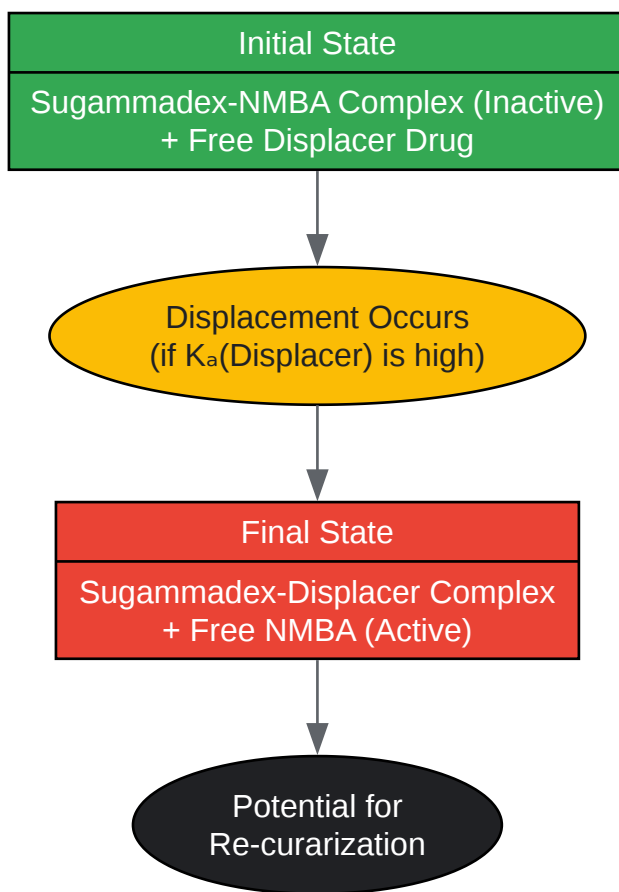 Initial State
Sugammadex-NMBA Complex (Inactive)
+ Free Displacer Drug
Displacement Occurs
(if Kₐ(Displacer) is high)
Final State
Sugammadex-Displacer Complex
+ Free NMBA (Active)
Potential for
Re-curarization